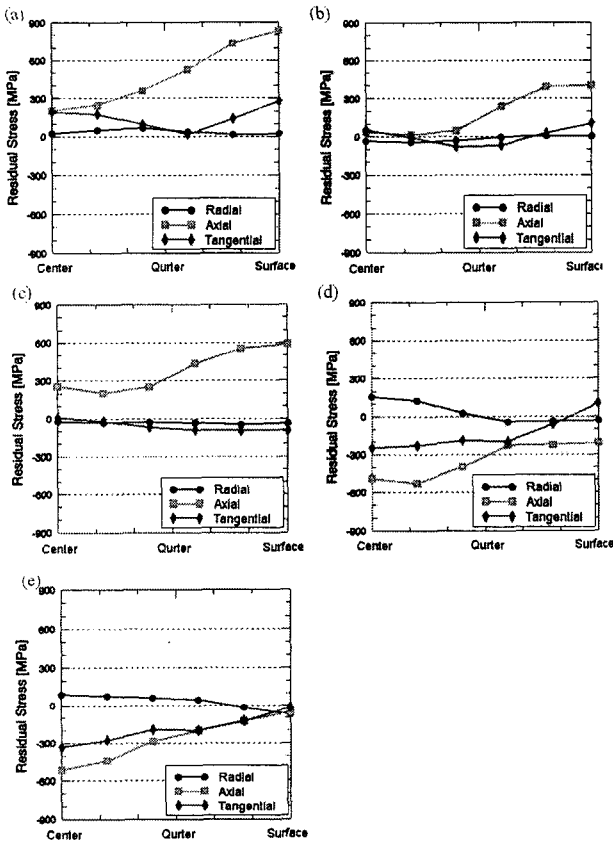 (a)
900
600
300
0
-300
-600
-900
Residual Stress [MPa]
Radial
Axial
Tangential
Center
Qurter
Surface
(b)
900
600
300
0
-300
-600
-900
Residual Stress [MPa]
Radial
Axial
Tangential
Center
Qurter
Surface
(c)
900
600
300
0
-300
-600
-900
Residual Stress [MPa]
Radial
Axial
Tangential
Center
Qurter
Surface
(d)
900
600
300
0
-300
-600
-900
Residual Stress [MPa]
Radial
Axial
Tangential
Center
Qurter
Surface
(e)
900
600
300
0
-300
-600
-900
Residual Stress [MPa]
Radial
Axial
Tangential
Center
Qurter
Surface